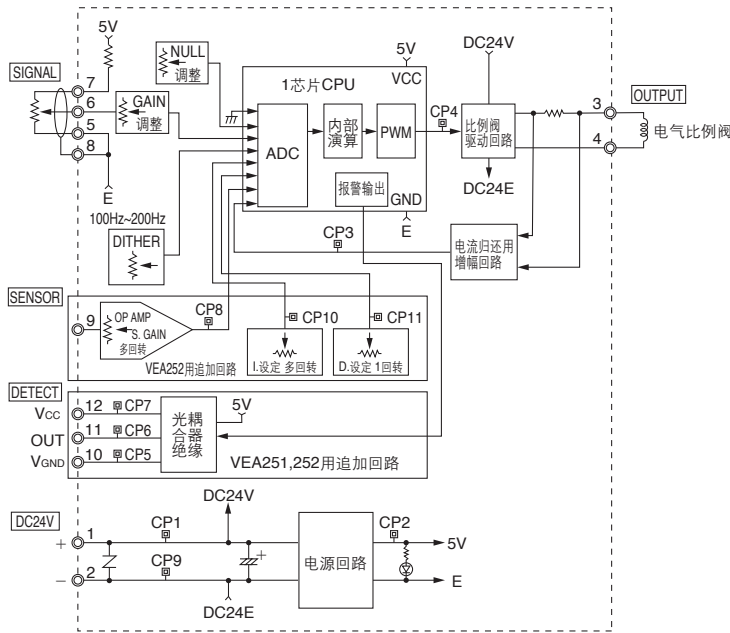 5V
SIGNAL
7
6
5
8
E
NULL
调整
GAIN
调整
100Hz~200Hz
DITHER
5V
VCC
1芯片CPU
ADC
内部
演算
PWM
报警输出
GND
E
CP4
DC24V
比例阀
驱动回路
DC24E
3
4
OUTPUT
电气比例阀
CP3
电流归还用
增幅回路
SENSOR
9
OP AMP
S. GAIN
多回转
CP8
VEA252用追加回路
CP10
I.设定 多回转
CP11
D.设定 1回转
DETECT
VCC
12
CP7
OUT
11
CP6
VGND
10
CP5
光耦
合器
绝缘
5V
VEA251,252用追加回路
DC24V
+
1
CP1
DC24V
−
2
CP9
DC24E
+
电源回路
CP2
5V
E